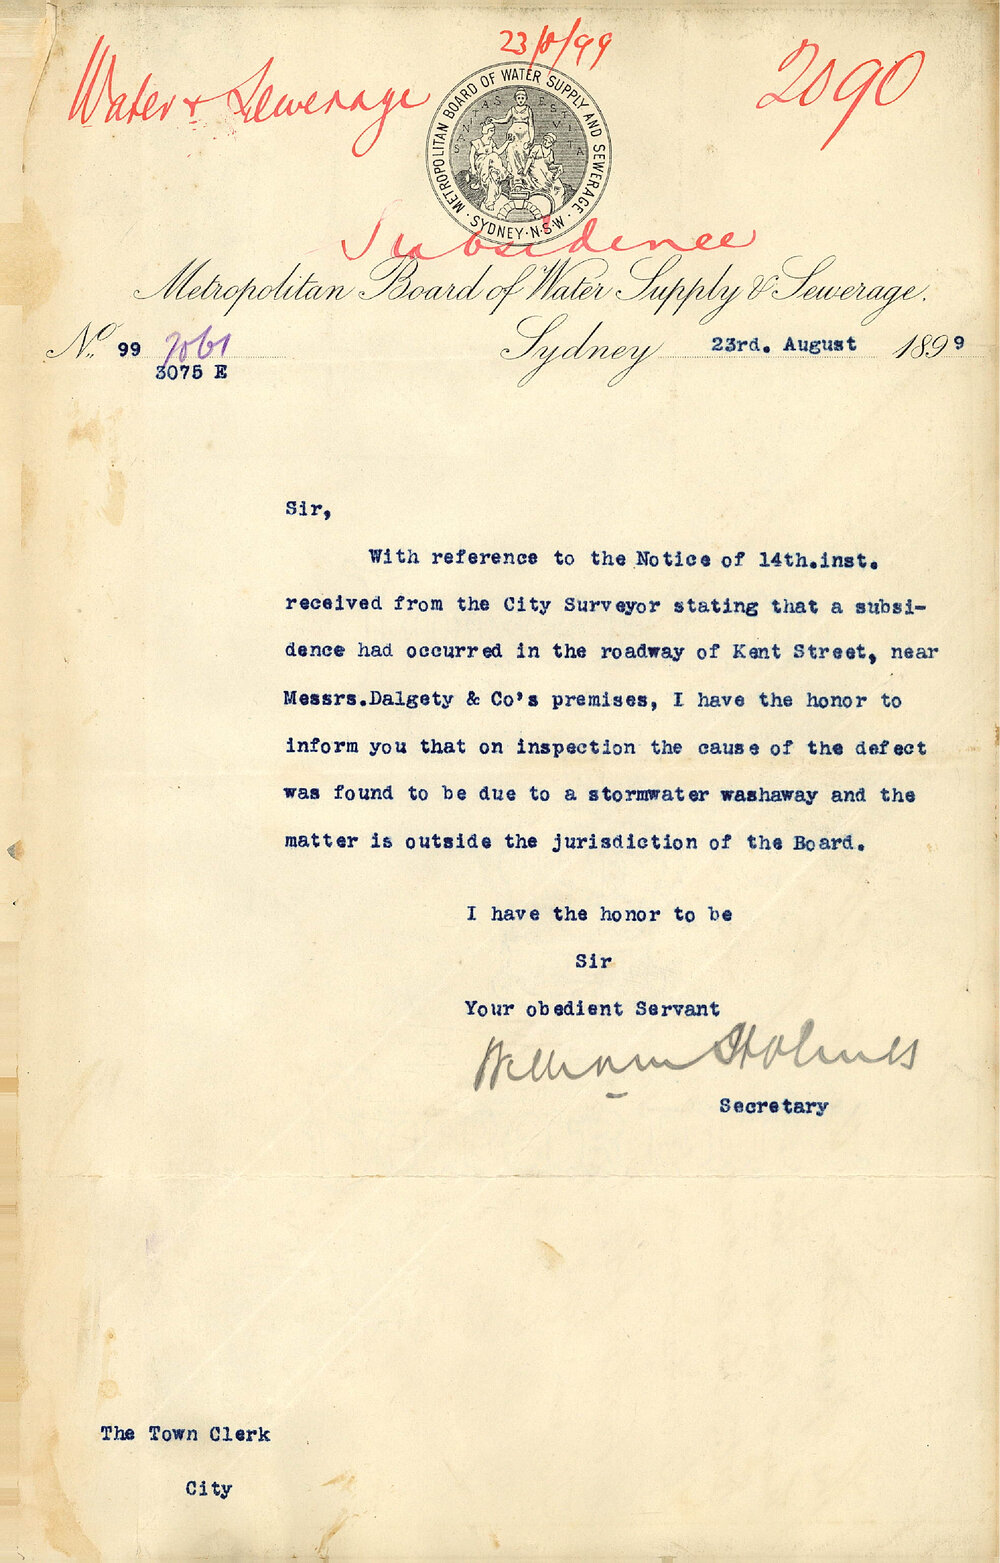 23/8/99
Water & Sewerage
2090
METROPOLITAN BOARD OF WATER SUPPLY AND SEWERAGE.
SANITAS
SYDNEY·N·S·W·
Subsidence
Metropolitan Board of Water Supply & Sewerage.
No. 99
3075 E
Sydney 23rd. August 1899
Sir,
With reference to the Notice of 14th.inst.
received from the City Surveyor stating that a subsi-
dence had occurred in the roadway of Kent Street, near
Messrs.Dalgety & Co's premises, I have the honor to
inform you that on inspection the cause of the defect
was found to be due to a stormwater washaway and the
matter is outside the jurisdiction of the Board.
I have the honor to be
Sir
Your obedient Servant
William Holmes
Secretary
The Town Clerk
City